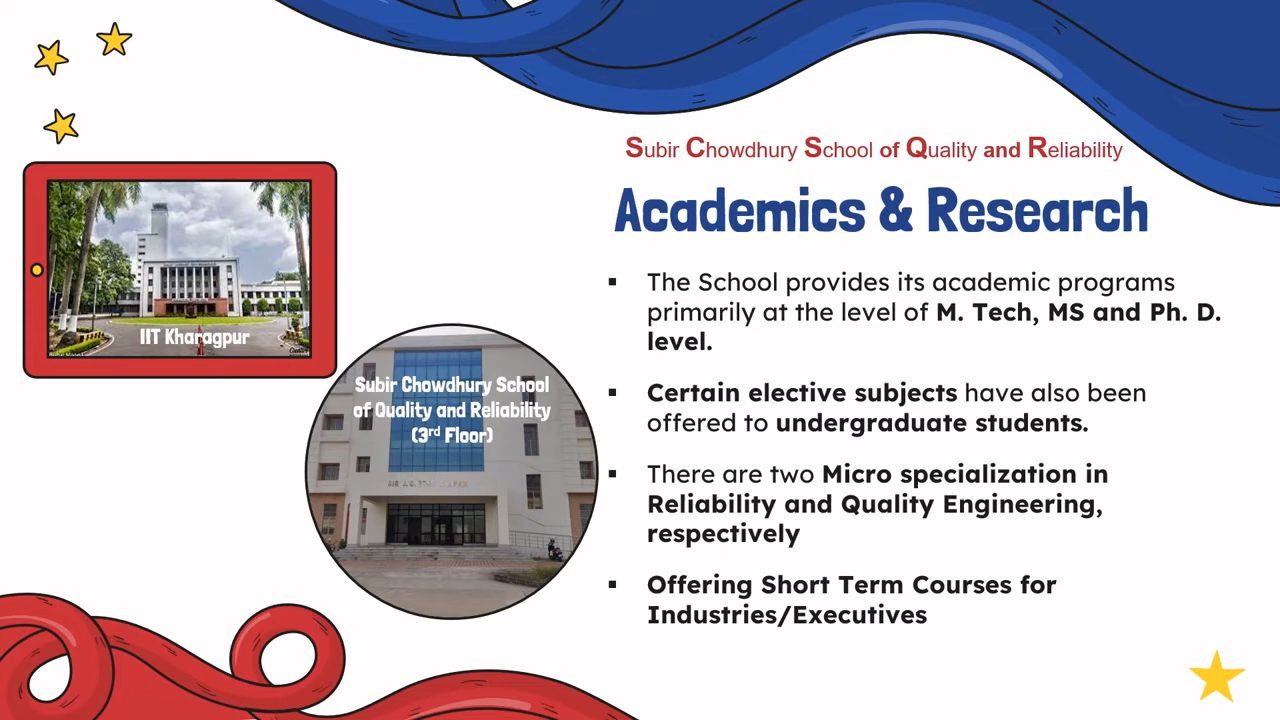 Subir Chowdhury School of Quality and Reliability
Academics & Research
▪ The School provides its academic programs
primarily at the level of M. Tech, MS and Ph. D.
level.
▪ Certain elective subjects have also been
offered to undergraduate students.
▪ There are two Micro specialization in
Reliability and Quality Engineering,
respectively
▪ Offering Short Term Courses for
Industries/Executives
IIT Kharagpur
Subir Chowdhury School
of Quality and Reliability
(3rd Floor)